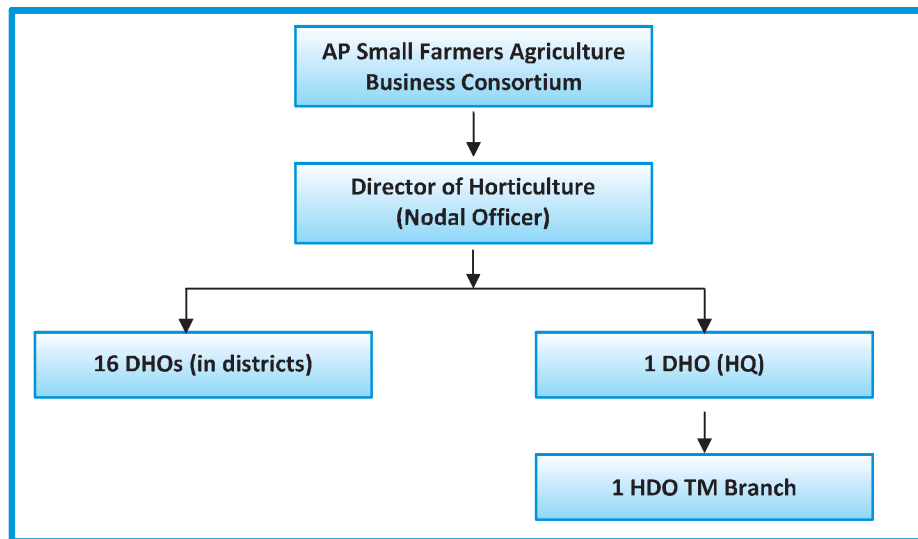 AP Small Farmers Agriculture
Business Consortium
Director of Horticulture
(Nodal Officer)
16 DHOs (in districts)
1 DHO (HQ)
1 HDO TM Branch